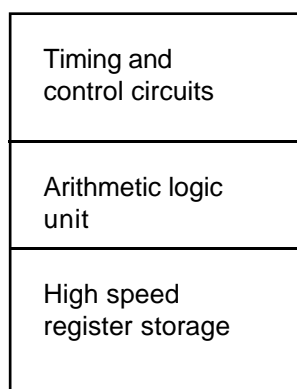 Timing and
control circuits
Arithmetic logic
unit
High speed
register storage